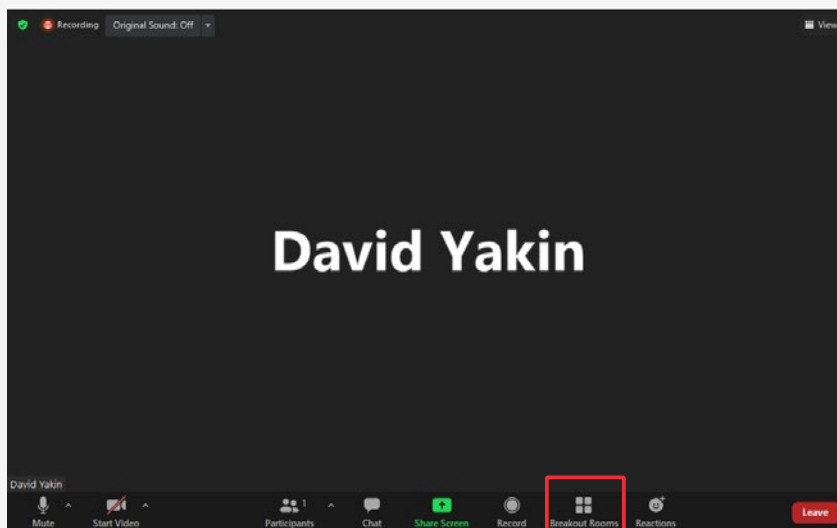 Recording Original Sound: Off View
David Yakin
David Yakin
1
Mute Start Video Participants Chat Share Screen Record Breakout Rooms Reactions Leave